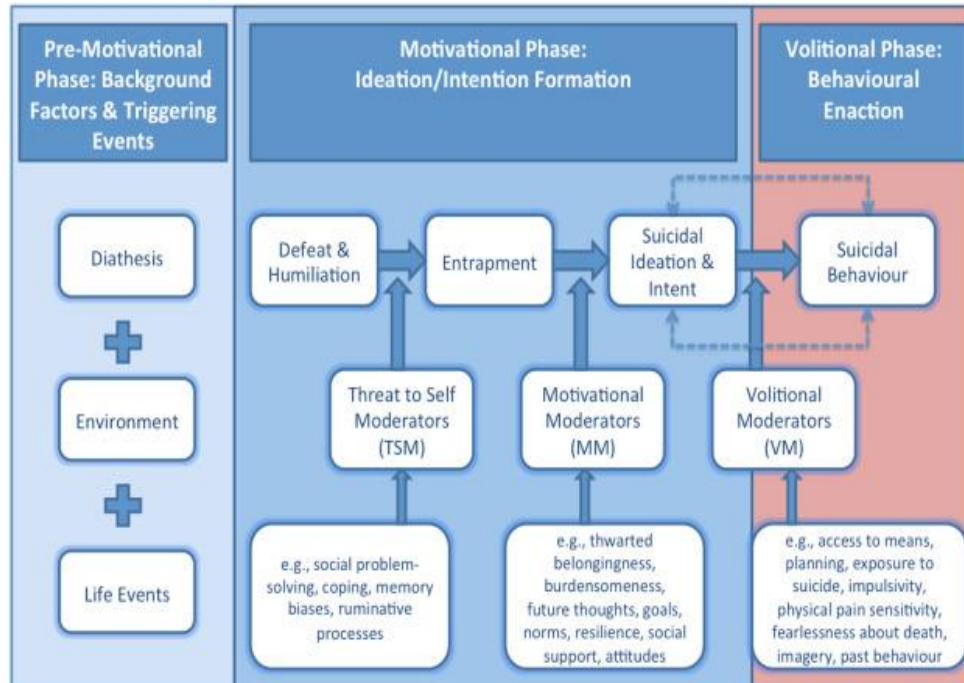 Pre-Motivational
Phase: Background
Factors & Triggering
Events
Motivational Phase:
Ideation/Intention Formation
Volitional Phase:
Behavioural
Enaction
Diathesis
Environment
Life Events
Defeat &
Humiliation
Entrapment
Suicidal
Ideation &
Intent
Suicidal
Behaviour
Threat to Self
Moderators
(TSM)
Motivational
Moderators
(MM)
Volitional
Moderators
(VM)
e.g., social problem-
solving, coping, memory
biases, ruminative
processes
e.g., thwarted
belongingness,
burdensomeness,
future thoughts, goals,
norms, resilience, social
support, attitudes
e.g., access to means,
planning, exposure to
suicide, impulsivity,
physical pain sensitivity,
fearlessness about death,
imagery, past behaviour